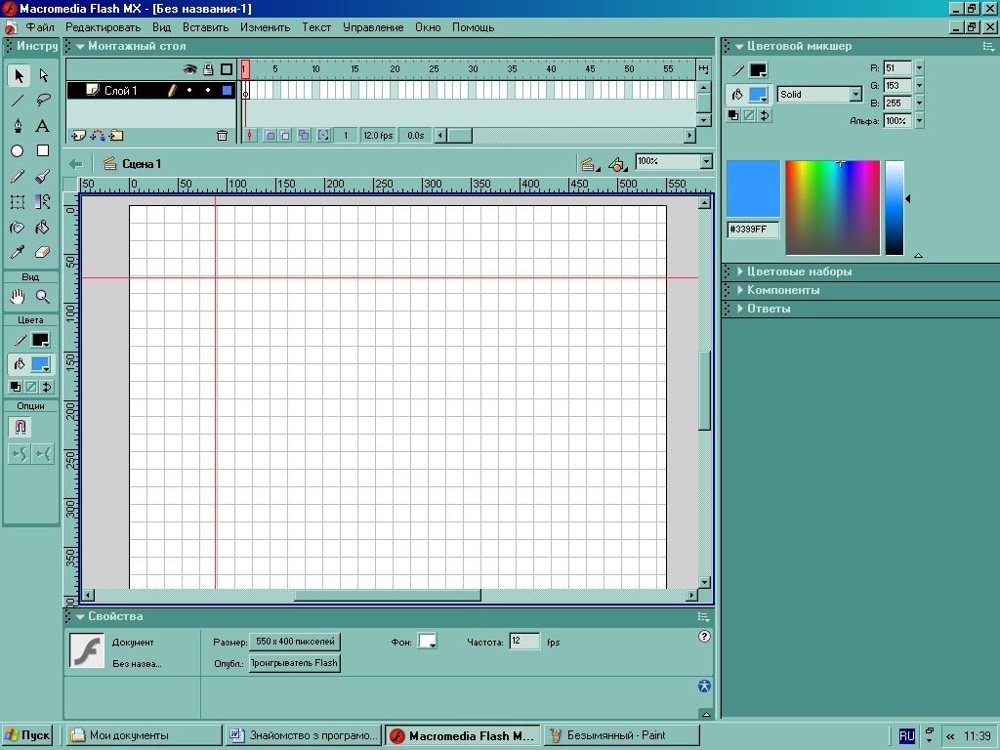 Macromedia Flash MX - [Без названия-1]
Файл Редактировать Вид Вставить Изменить Текст Управление Окно Помощь
Инстру
Монтажный стол
1 5 10 15 20 25 30 35 40 45 50 55
Слой 1
1 12.0 fps 0.0s
Сцена 1
100%
50 0 50 100 150 200 250 300 350 400 450 500 550
0
50
100
150
200
250
300
350
Вид
Цвета
Опции
Цветовой микшер
R: 51
G: 153
Solid
B: 255
Альфа: 100%
#3399FF
Цветовые наборы
Компоненты
Ответы
Свойства
Документ
Размер: 550 x 400 пикселей
Фон:
Частота: 12 fps
Без назва...
Опубл.: Проигрыватель Flash
Пуск
Мои документы
Знайомство з програмо...
Macromedia Flash M...
Безымянный - Paint
RU
«
11:39